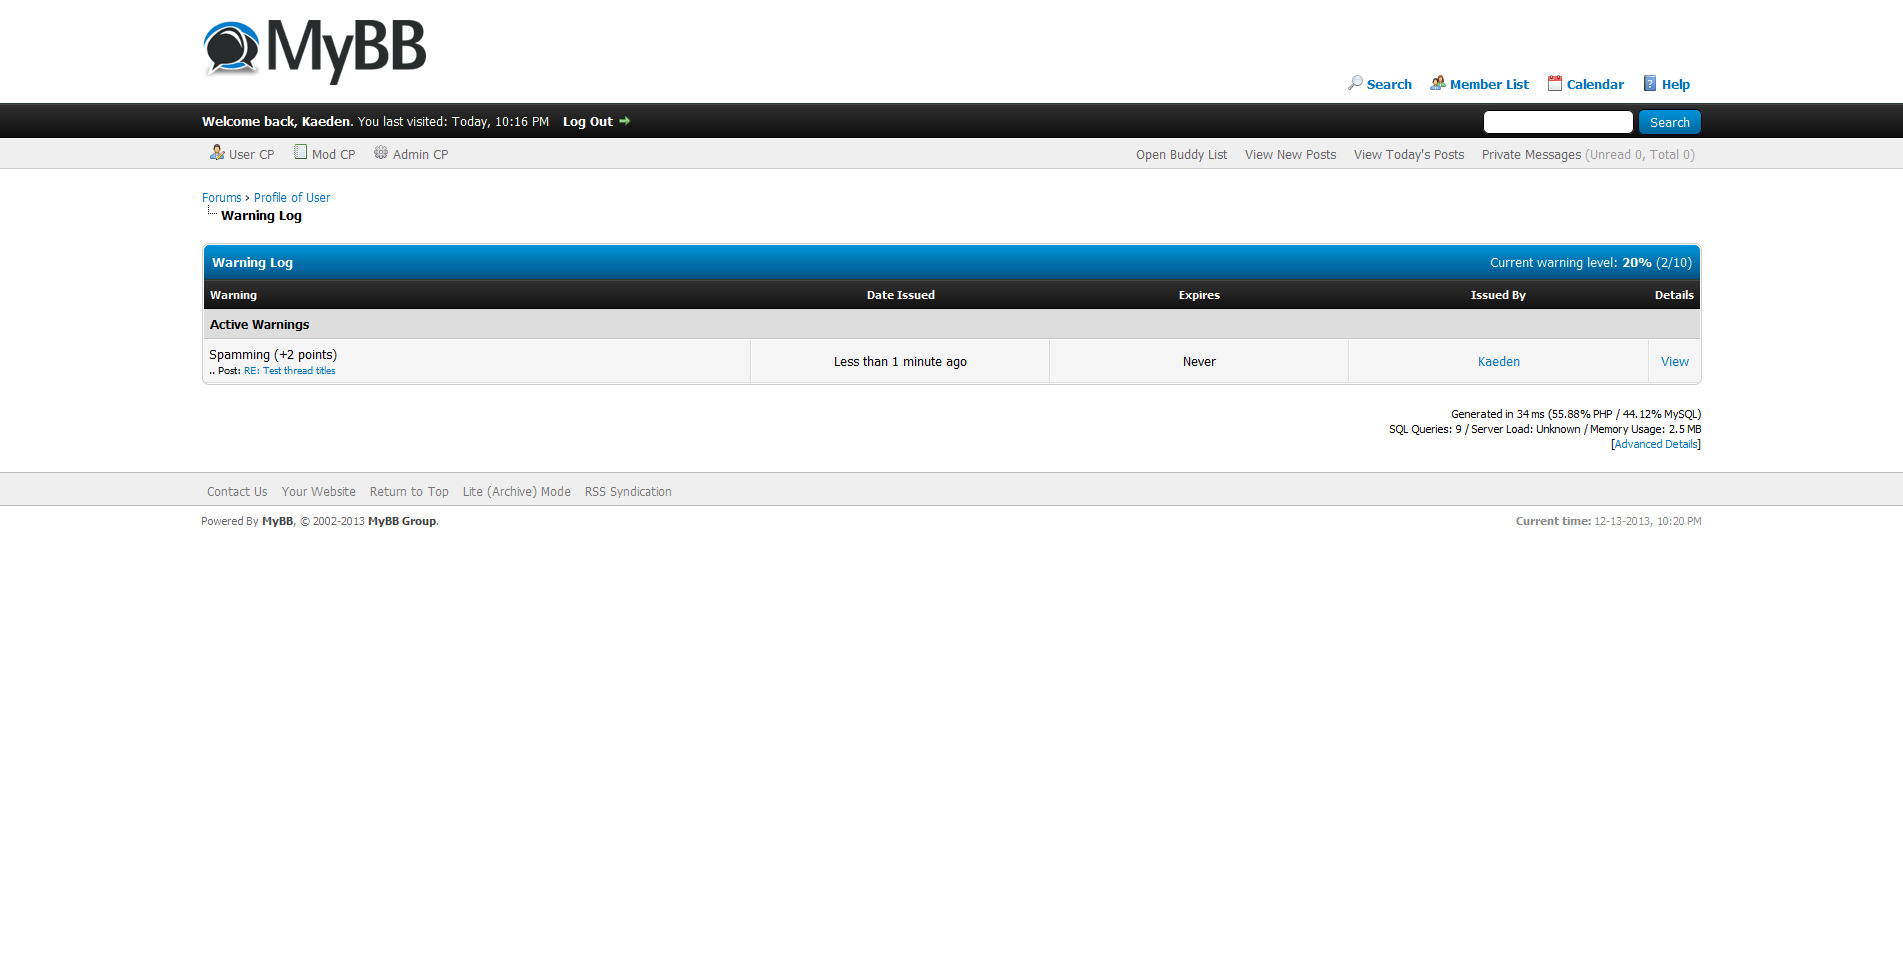 MyBB
Search Member List Calendar Help
Welcome back, Kaeden. You last visited: Today, 10:16 PM Log Out
Search
User CP Mod CP Admin CP
Open Buddy List View New Posts View Today's Posts Private Messages (Unread 0, Total 0)
Forums › Profile of User
Warning Log
Warning Log Current warning level: 20% (2/10)
Warning Date Issued Expires Issued By Details
Active Warnings
Spamming (+2 points) Less than 1 minute ago Never Kaeden View
.. Post: RE: Test thread titles
Generated in 34 ms (55.88% PHP / 44.12% MySQL)
SQL Queries: 9 / Server Load: Unknown / Memory Usage: 2.5 MB
[Advanced Details]
Contact Us Your Website Return to Top Lite (Archive) Mode RSS Syndication
Powered By MyBB, © 2002-2013 MyBB Group. Current time: 12-13-2013, 10:20 PM